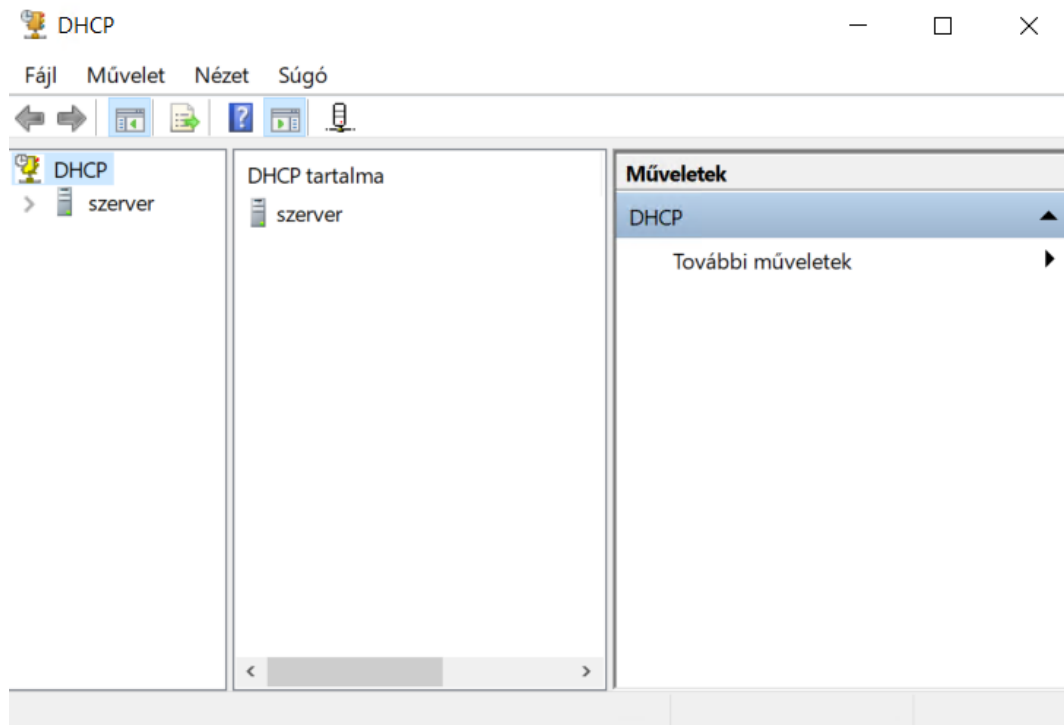 DHCP
Fájl Művelet Nézet Súgó
DHCP
szerver
DHCP tartalma
szerver
Műveletek
DHCP
További műveletek